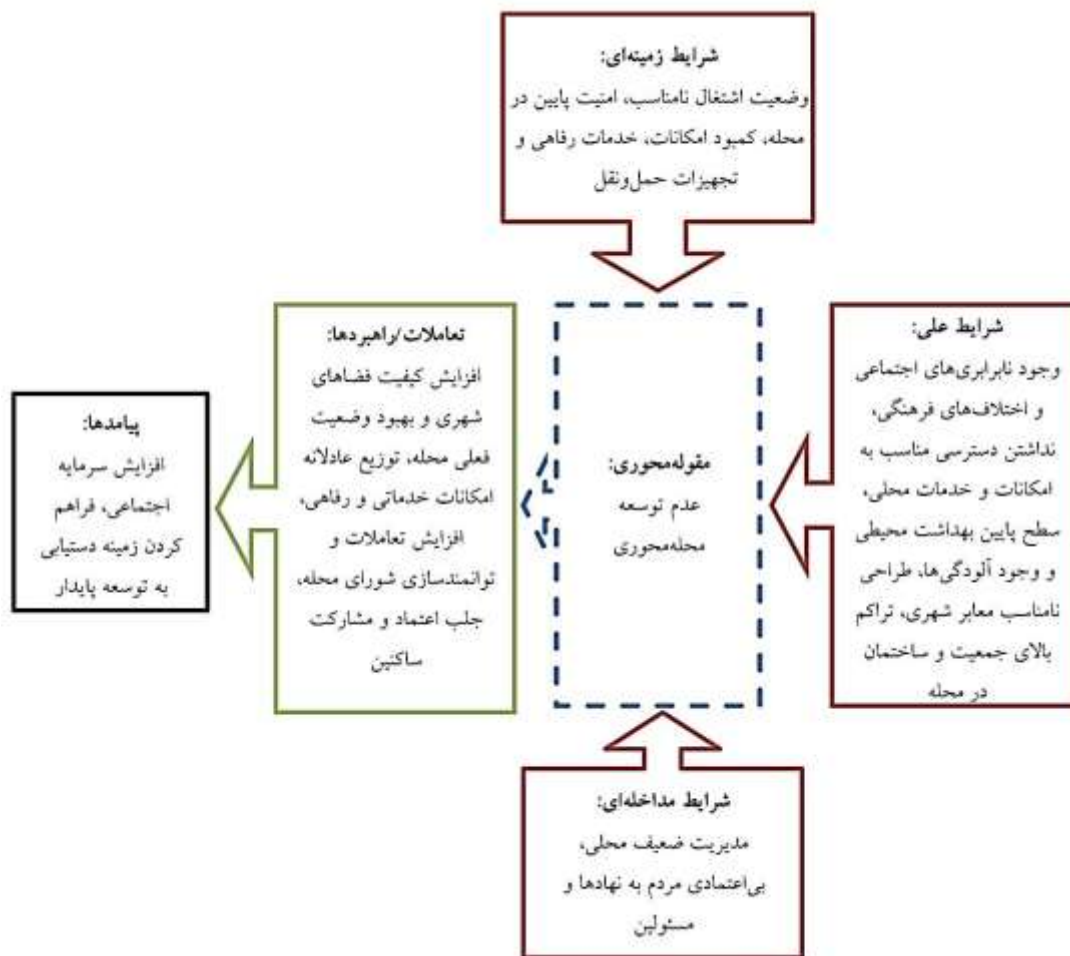 شرایط زمینه‌ای:
وضعیت اشتغال نامناسب، امنیت پایین در
محله، کمبود امکانات، خدمات رفاهی و
تجهیزات حمل‌ونقل
شرایط علی:
وجود نابرابری‌های اجتماعی
و اختلاف‌های فرهنگی،
نداشتن دسترسی مناسب به
امکانات و خدمات محلی،
سطح پایین بهداشت محیطی
و وجود آلودگی‌ها، طراحی
نامناسب معابر شهری، تراکم
بالای جمعیت و ساختمان
در محله
مقوله‌محوری:
عدم توسعه
محله‌محوری
تعاملات/راهبردها:
افزایش کیفیت فضاهای
شهری و بهبود وضعیت
فعلی محله، توزیع عادلانه
امکانات خدماتی و رفاهی،
افزایش تعاملات و
توانمندسازی شورای محله،
جلب اعتماد و مشارکت
ساکنین
پیامدها:
افزایش سرمایه
اجتماعی، فراهم
کردن زمینه دستیابی
به توسعه پایدار
شرایط مداخله‌ای:
مدیریت ضعیف محلی،
بی‌اعتمادی مردم به نهادها و
مسئولین